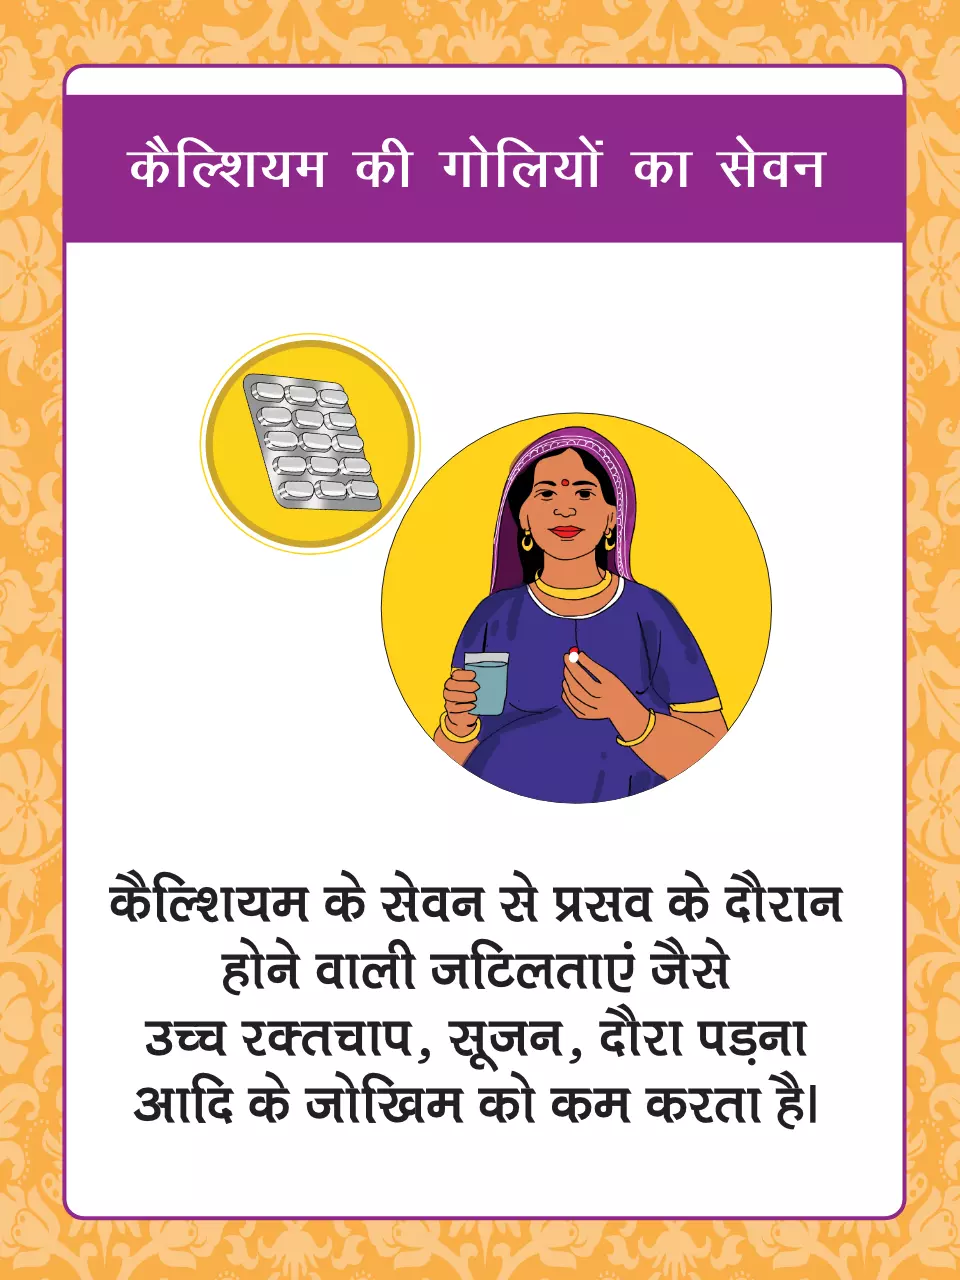 कैल्शियम की गोलियों का सेवन
कैल्शियम के सेवन से प्रसव के दौरान
होने वाली जटिलताएं जैसे
उच्च रक्तचाप, सूजन, दौरा पड़ना
आदि के जोखिम को कम करता है।